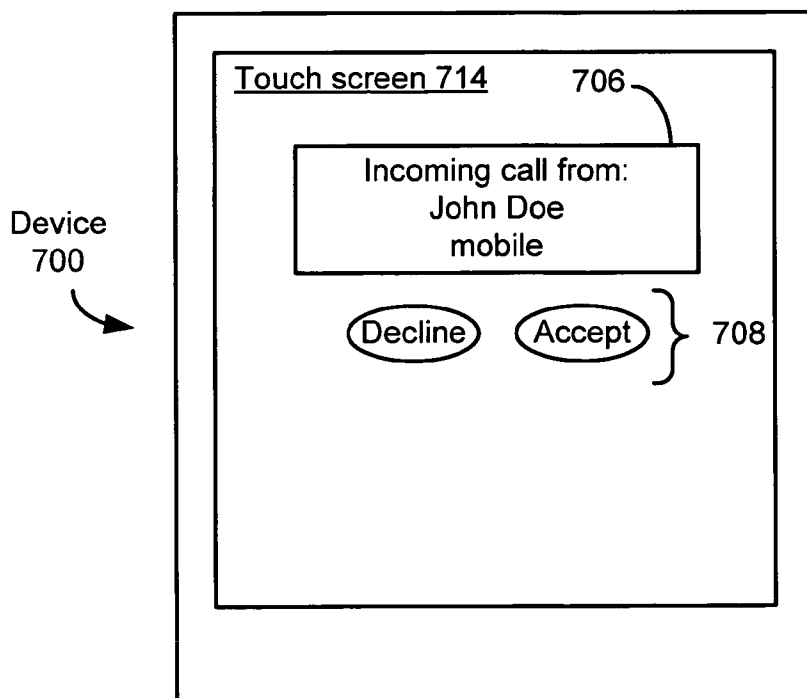 Touch screen 714
706
Incoming call from:
John Doe
mobile
Device
700
Decline
Accept
708